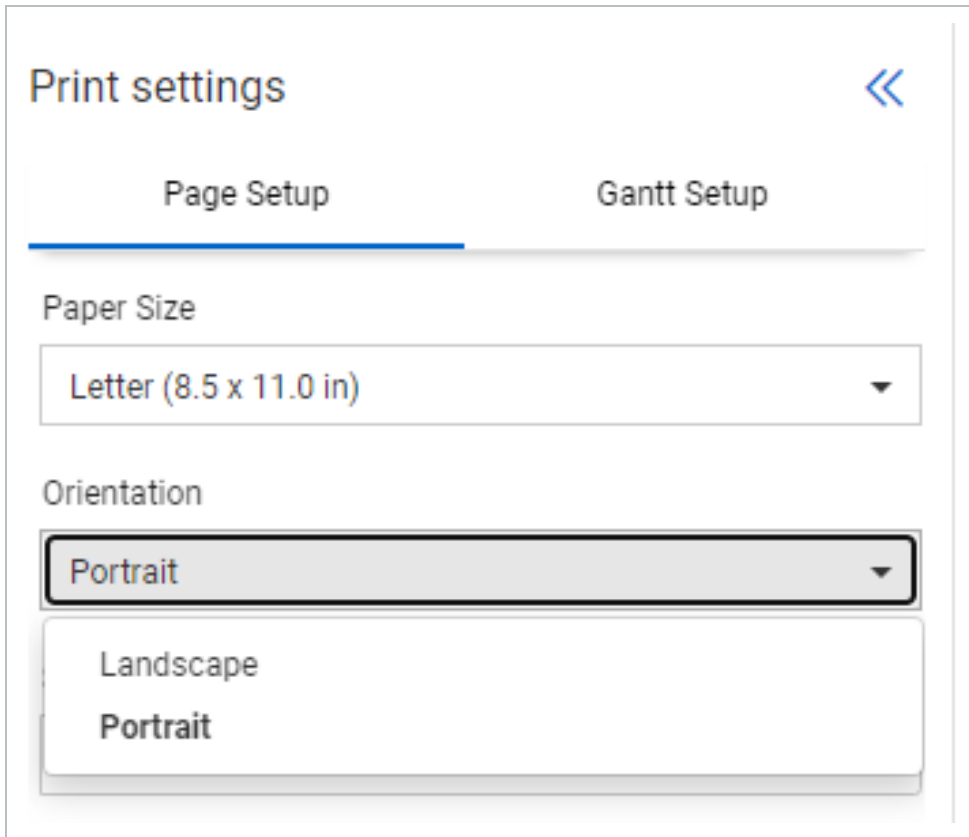 Print settings
Page Setup Gantt Setup
Paper Size
Letter (8.5 x 11.0 in)
Orientation
Portrait
Landscape
Portrait